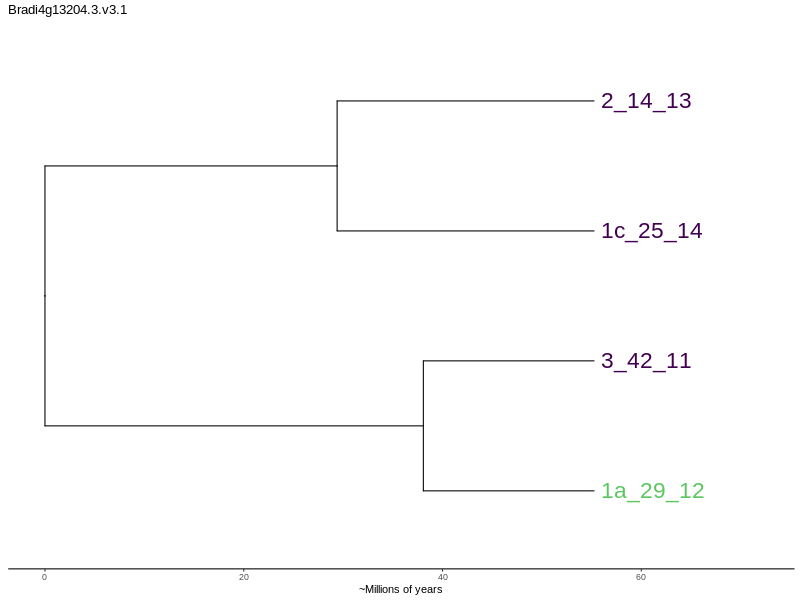 Bradi4g13204.3.v3.1
2_14_13
1c_25_14
3_42_11
1a_29_12
0 20 40 60
~Millions of years